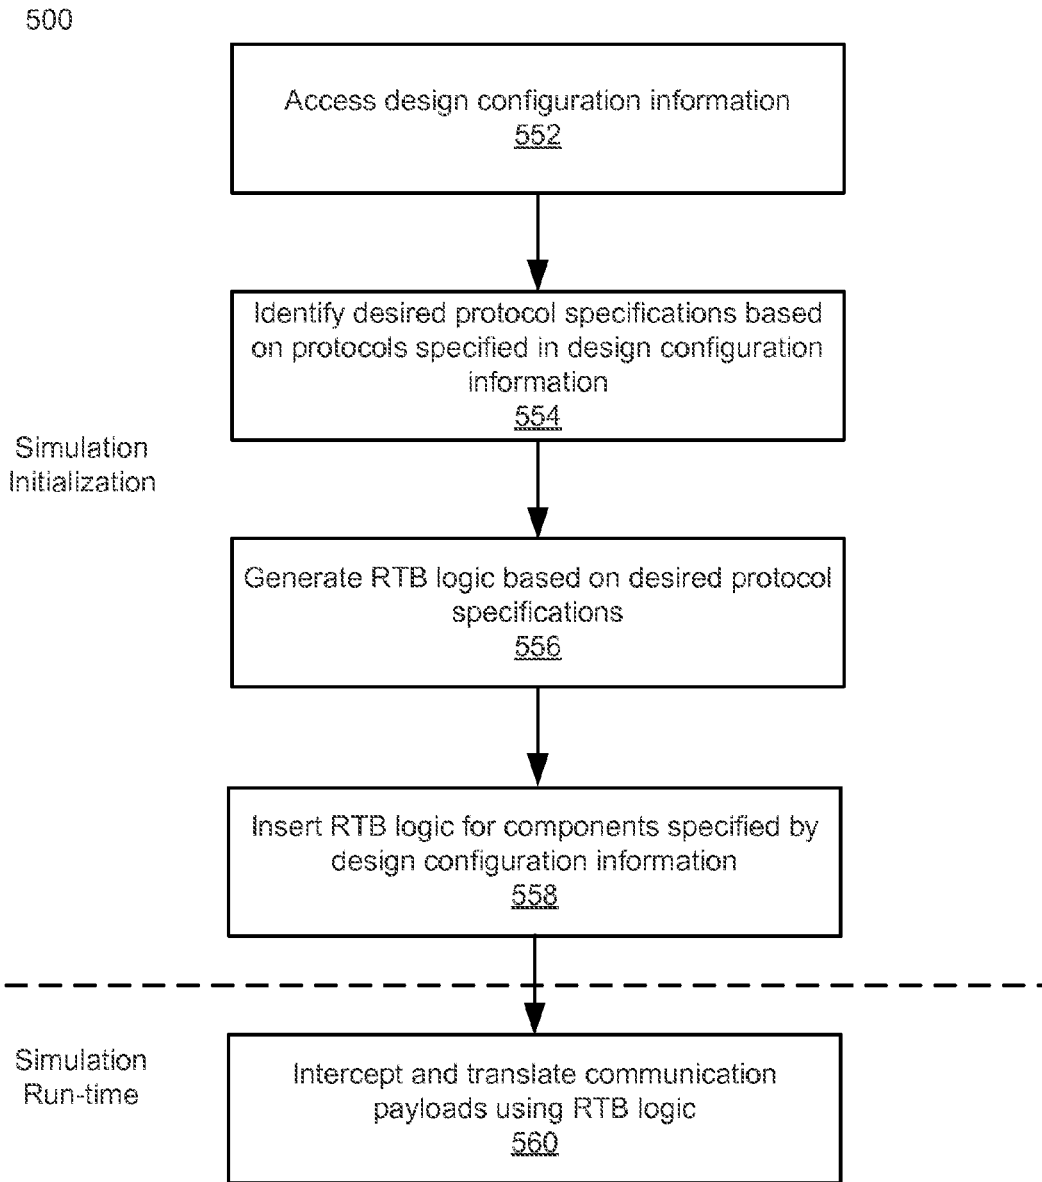 500
Access design configuration information
552
Identify desired protocol specifications based
on protocols specified in design configuration
information
554
Simulation
Initialization
Generate RTB logic based on desired protocol
specifications
556
Insert RTB logic for components specified by
design configuration information
558
Simulation
Run-time
Intercept and translate communication
payloads using RTB logic
560